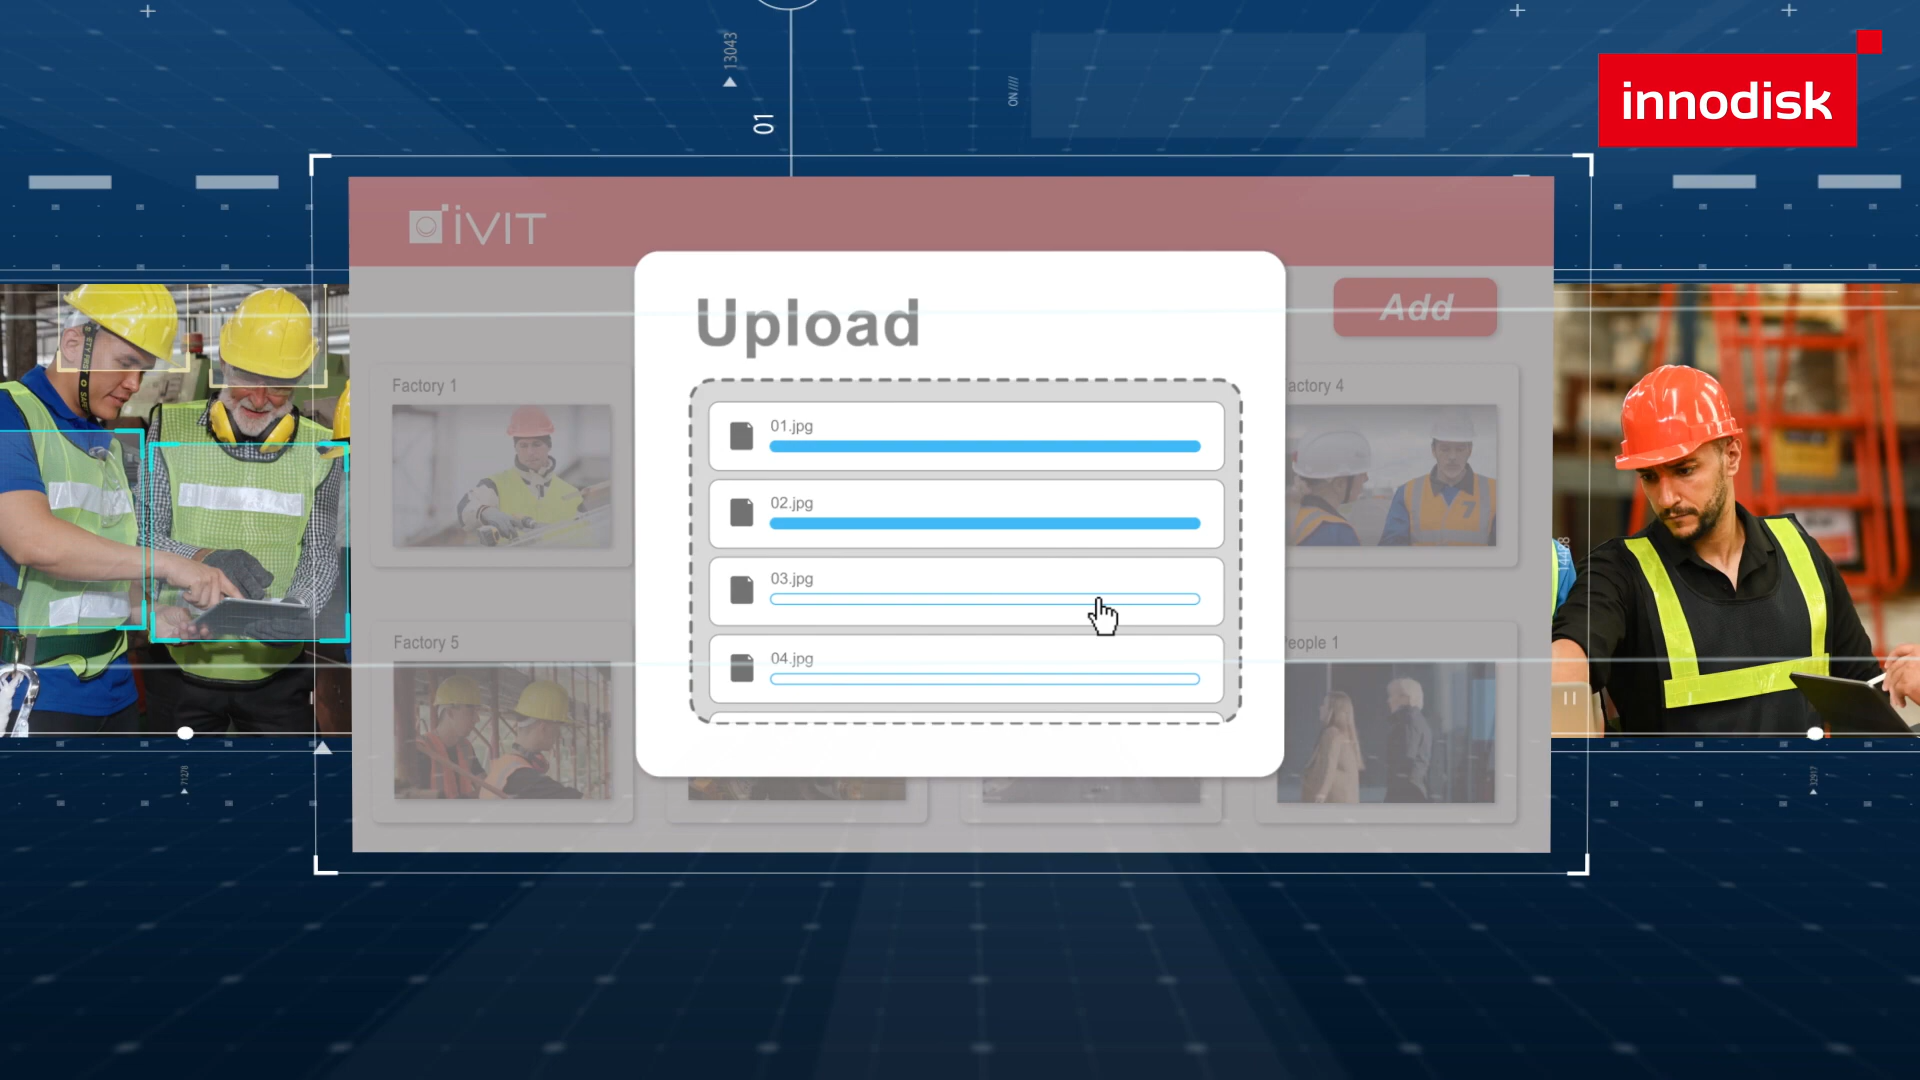 13043
01
NO ////
innodisk
iVIT
Upload
Add
Factory 1
actory 4
01.jpg
02.jpg
03.jpg
04.jpg
Factory 5
eople 1